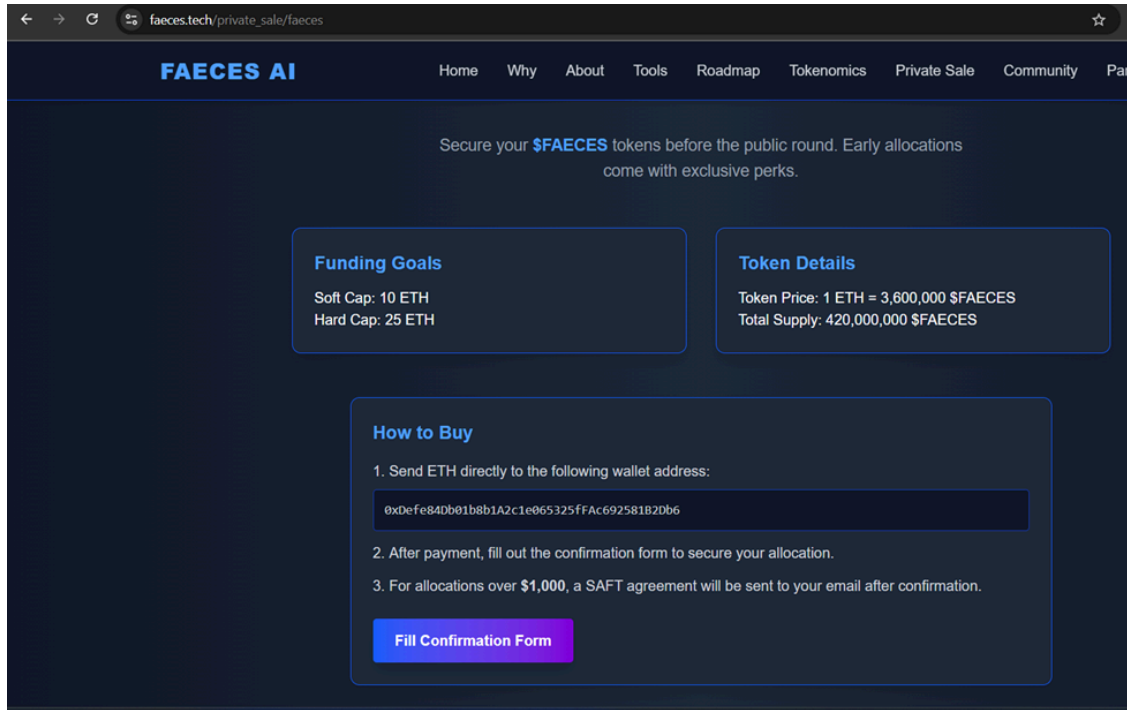 faeces.tech/private_sale/faeces
FAECES AI
Home Why About Tools Roadmap Tokenomics Private Sale Community
Secure your $FAECES tokens before the public round. Early allocations
come with exclusive perks.
Funding Goals
Soft Cap: 10 ETH
Hard Cap: 25 ETH
Token Details
Token Price: 1 ETH = 3,600,000 $FAECES
Total Supply: 420,000,000 $FAECES
How to Buy
1. Send ETH directly to the following wallet address:
0xDefe84Db01b8b1A2c1e065325fFAc692581B2Db6
2. After payment, fill out the confirmation form to secure your allocation.
3. For allocations over $1,000, a SAFT agreement will be sent to your email after confirmation.
Fill Confirmation Form